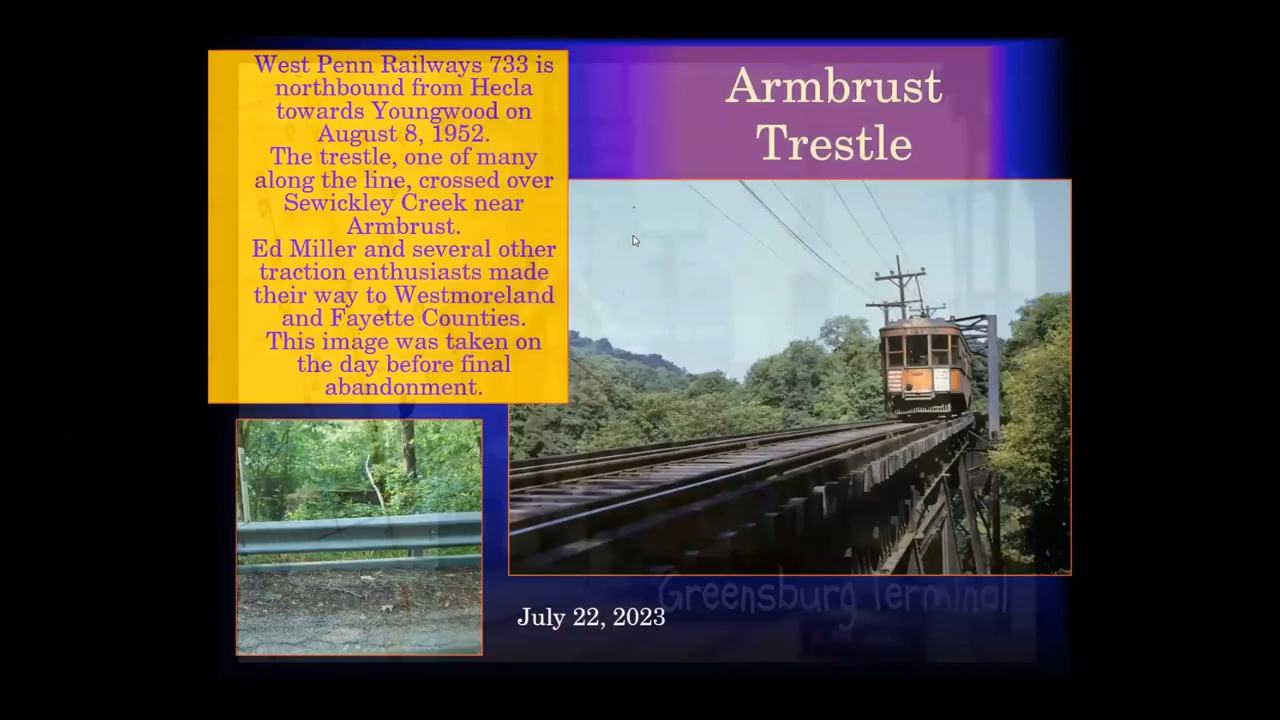 West Penn Railways 733 is
northbound from Hecla
towards Youngwood on
August 8, 1952.
The trestle, one of many
along the line, crossed over
Sewickley Creek near
Armbrust.
Ed Miller and several other
traction enthusiasts made
their way to Westmoreland
and Fayette Counties.
This image was taken on
the day before final
abandonment.
Armbrust
Trestle
July 22, 2023
Greensburg Terminal